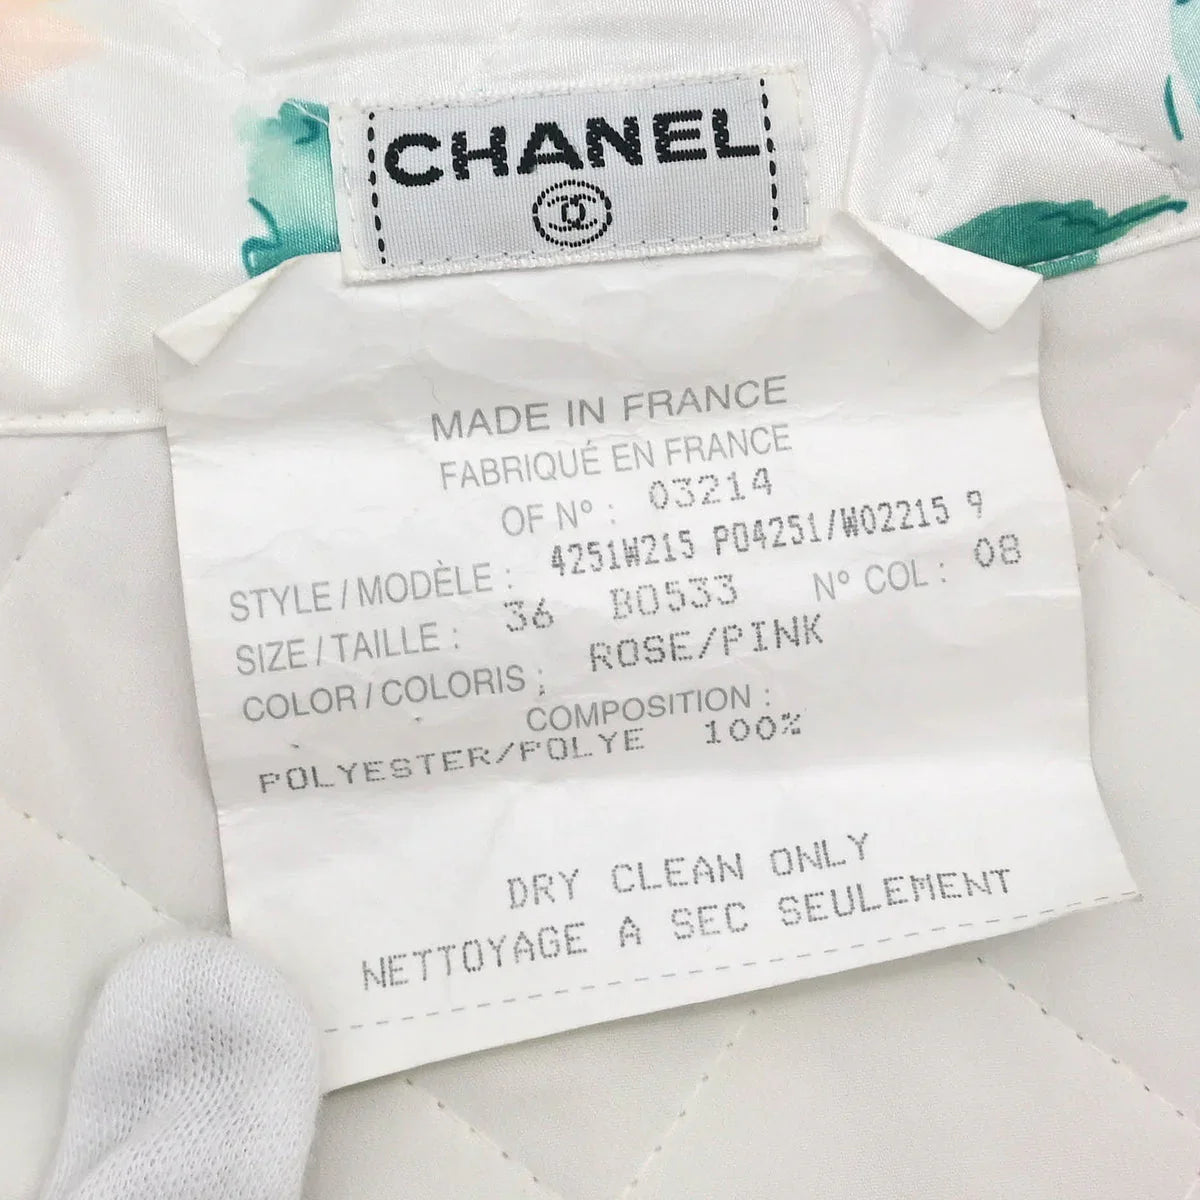 CHANEL
MADE IN FRANCE
FABRIQUÉ EN FRANCE
OF N° : 03214
STYLE / MODÈLE : 4251W215 P04251/W02215 9
SIZE / TAILLE : 36 B0533 N° COL : 08
COLOR / COLORIS : ROSE/PINK
COMPOSITION :
POLYESTER/POLYE 100%
DRY CLEAN ONLY
NETTOYAGE A SEC SEULEMENT